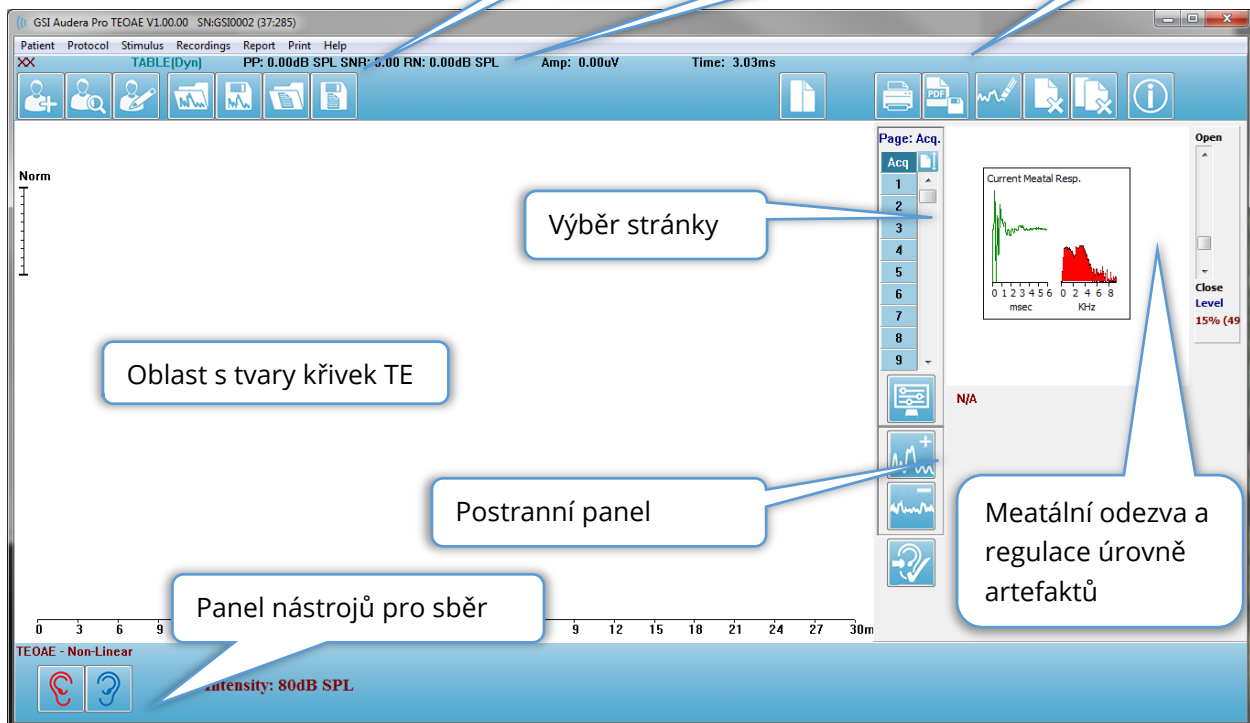 GSI Audera Pro TEOAE V1.00.00 SN:GSI0002 (37:285)
Patient Protocol Stimulus Recordings Report Print Help
XX TABLE(Dyn) PP: 0.00dB SPL SNR: 0.00 RN: 0.00dB SPL Amp: 0.00uV Time: 3.03ms
PDF
Page: Acq.
Open
Norm
Acq
1
2
3
4
5
6
7
8
9
Current Meatal Resp.
0 1 2 3 4 5 6 0 2 4 6 8
msec KHz
Close
Level
15% (49
Výběr stránky
Oblast s tvary křivek TE
N/A
Postranní panel
Meatální odezva a
regulace úrovně
artefaktů
Panel nástrojů pro sběr
0 3 6 9 9 12 15 18 21 24 27 30m
TEOAE - Non-Linear
Intensity: 80dB SPL